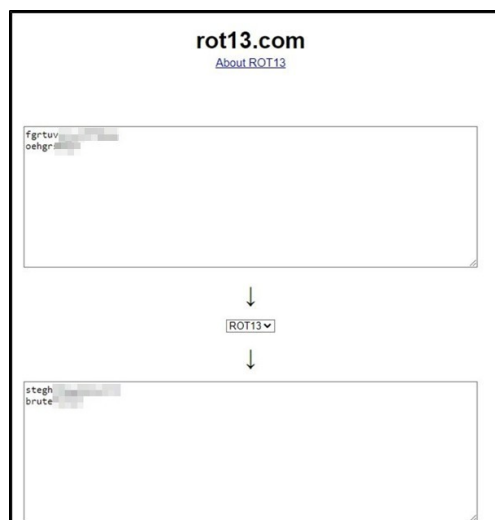 rot13.com
About ROT13
fgrtuv
oehgr
↓
ROT13
↓
stegh
brute